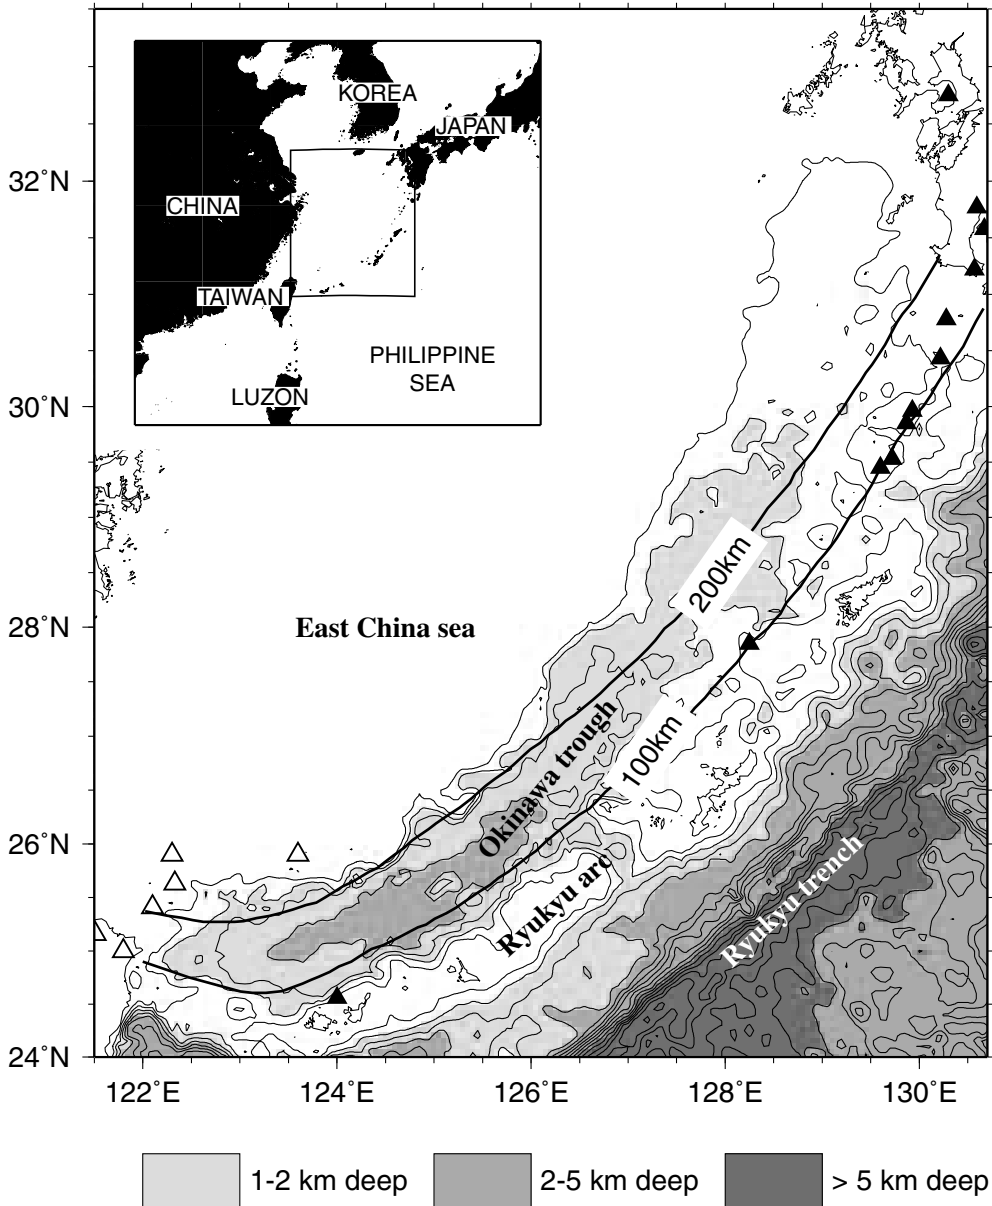 KOREA
JAPAN
CHINA
TAIWAN
PHILIPPINE
SEA
LUZON
32˚N
30˚N
28˚N
26˚N
24˚N
East China sea
200km
100km
Okinawa trough
Ryukyu arc
Ryukyu trench
122˚E
124˚E
126˚E
128˚E
130˚E
1-2 km deep
2-5 km deep
> 5 km deep